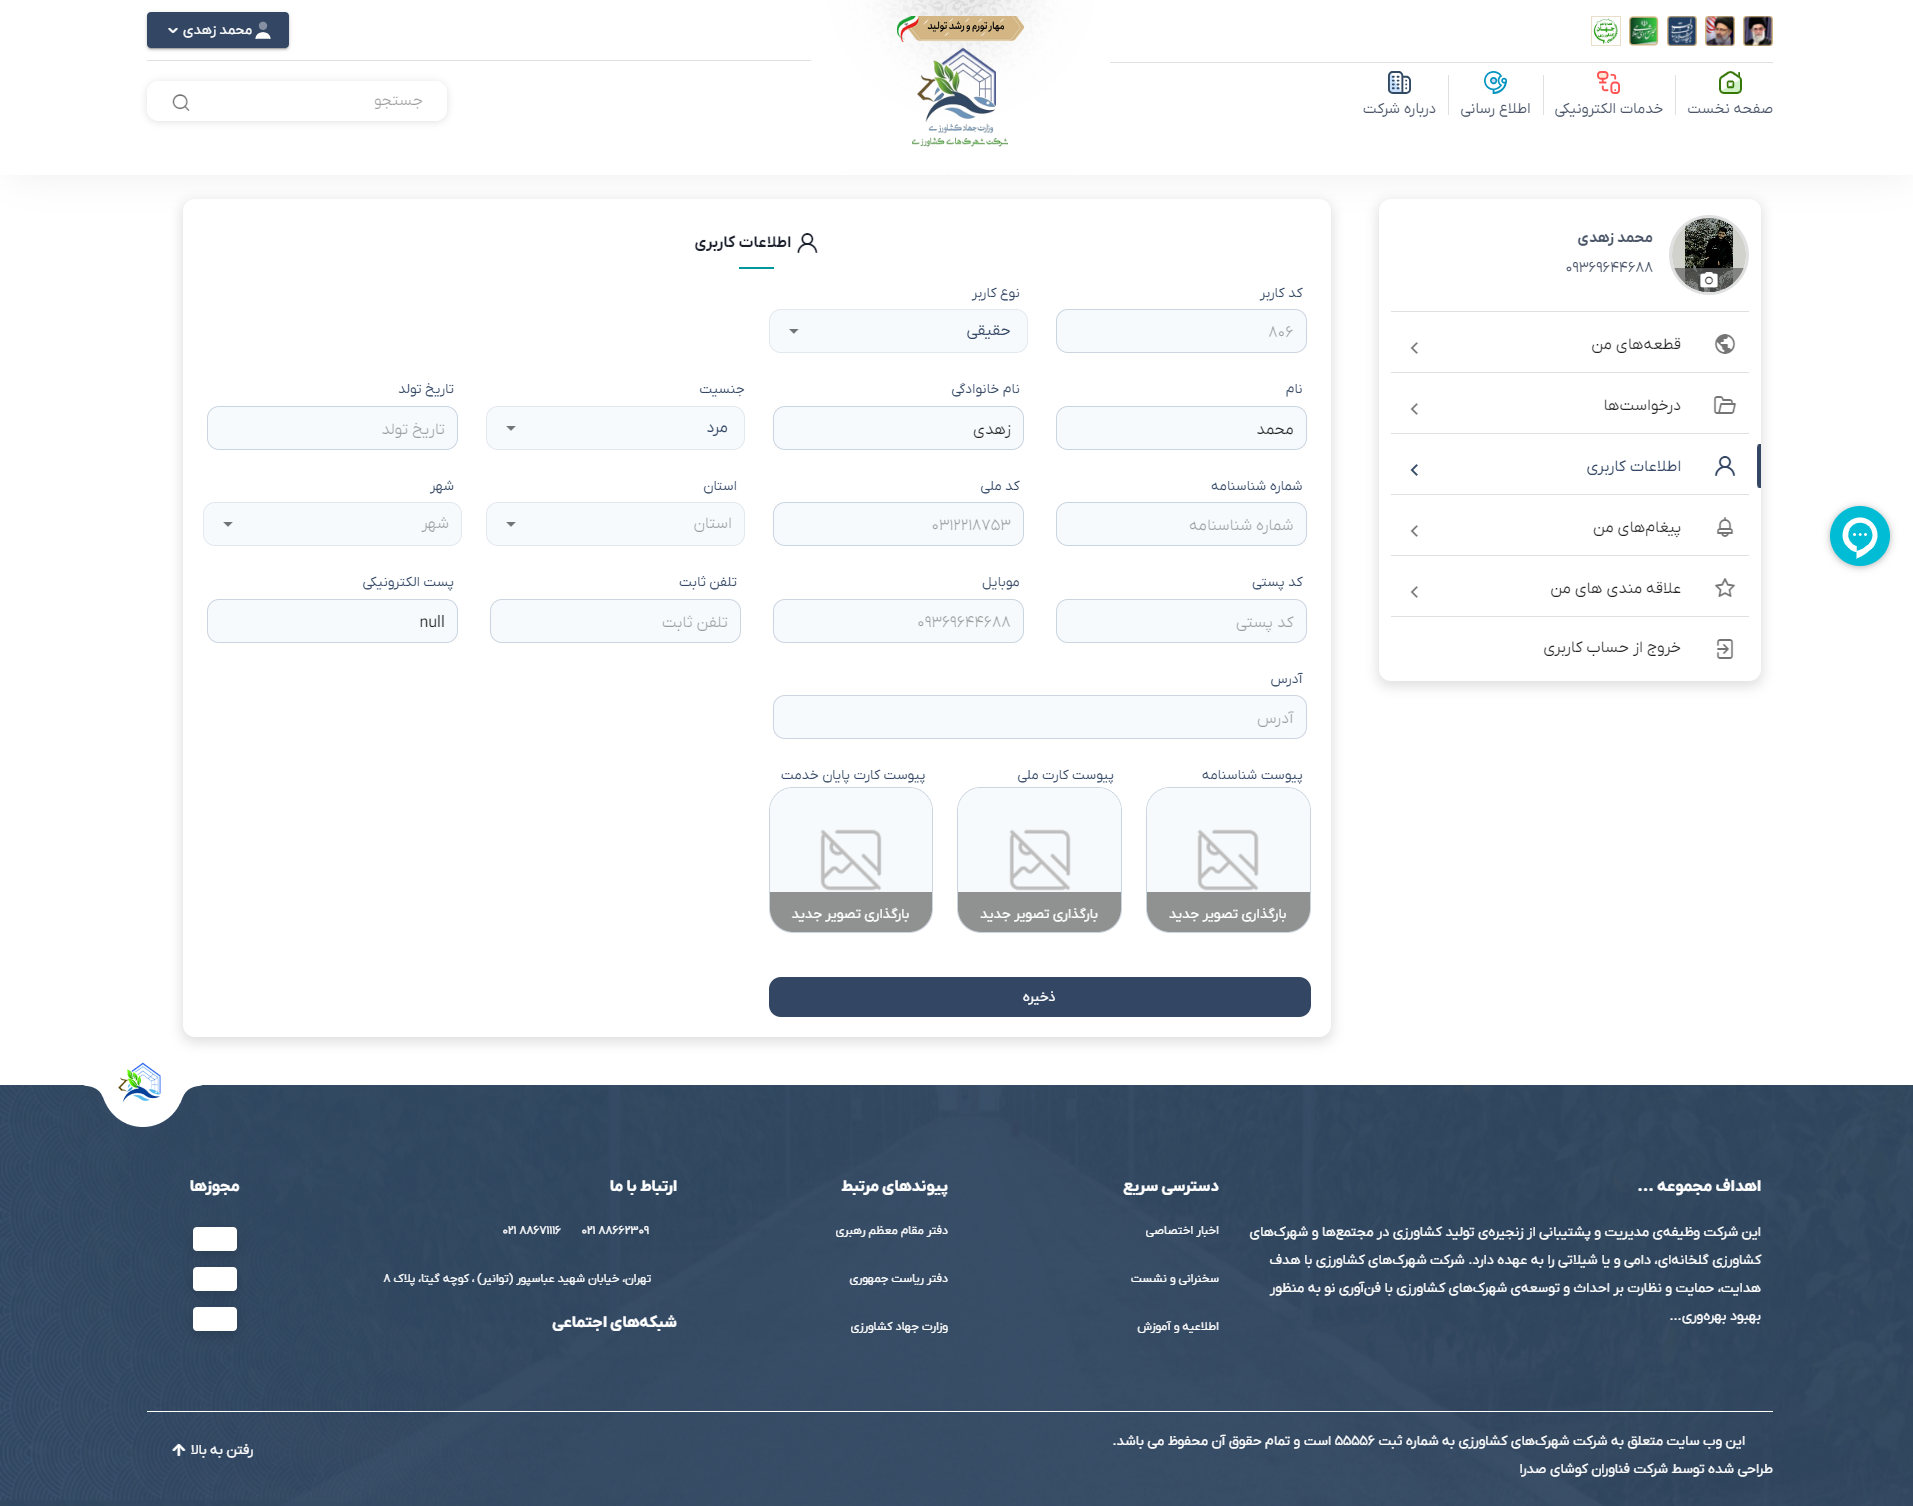 محمد زهدی
جستجو
مهار تورم و رشد تولید
وزارت جهاد کشاورزی
شرکت شهرک‌های کشاورزی
صفحه نخست
خدمات الکترونیکی
اطلاع رسانی
درباره شرکت
محمد زهدی
۰۹۳۶۹۶۴۴۶۸۸
قطعه‌های من
درخواست‌ها
اطلاعات کاربری
پیغام‌های من
علاقه مندی های من
خروج از حساب کاربری
اطلاعات کاربری
کد کاربر
نوع کاربر
۸۰۶
حقیقی
نام
نام خانوادگی
جنسیت
تاریخ تولد
محمد
زهدی
مرد
تاریخ تولد
شماره شناسنامه
کد ملی
استان
شهر
شماره شناسنامه
۰۳۱۲۲۱۸۷۵۳
استان
شهر
کد پستی
موبایل
تلفن ثابت
پست الکترونیکی
کد پستی
۰۹۳۶۹۶۴۴۶۸۸
تلفن ثابت
null
آدرس
آدرس
پیوست شناسنامه
پیوست کارت ملی
پیوست کارت پایان خدمت
بارگذاری تصویر جدید
بارگذاری تصویر جدید
بارگذاری تصویر جدید
ذخیره
اهداف مجموعه ...
این شرکت وظیفه‌ی مدیریت و پشتیبانی از زنجیره‌ی تولید کشاورزی در مجتمع‌ها و شهرک‌های
کشاورزی گلخانه‌ای، دامی و یا شیلاتی را به عهده دارد. شرکت شهرک‌های کشاورزی با هدف
هدایت، حمایت و نظارت بر احداث و توسعه‌ی شهرک‌های کشاورزی با فن‌آوری نو به منظور
بهبود بهره‌وری...
دسترسی سریع
اخبار اختصاصی
سخنرانی و نشست
اطلاعیه و آموزش
پیوندهای مرتبط
دفتر مقام معظم رهبری
دفتر ریاست جمهوری
وزارت جهاد کشاورزی
ارتباط با ما
۰۲۱ ۸۸۶۶۲۳۰۹
۰۲۱ ۸۸۶۷۱۱۱۶
تهران، خیابان شهید عباسپور (توانیر) ، کوچه گیتا، پلاک ۸
شبکه‌های اجتماعی
مجوزها
این وب سایت متعلق به شرکت شهرک‌های کشاورزی به شماره ثبت ۵۵۵۵۶ است و تمام حقوق آن محفوظ می باشد.
طراحی شده توسط شرکت فناوران کوشای صدرا
رفتن به بالا